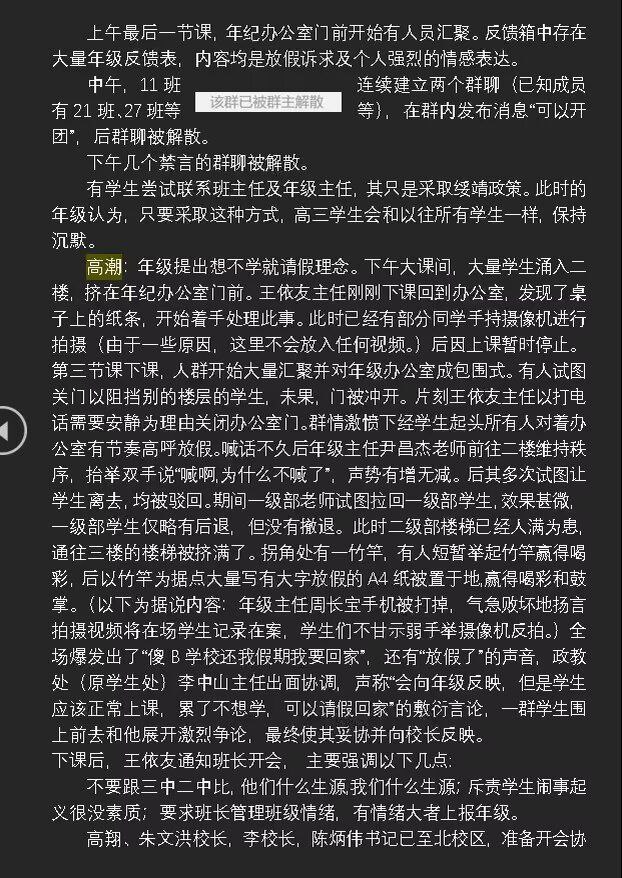 上午最后一节课，年纪办公室门前开始有人员汇聚。反馈箱中存在
大量年级反馈表，内容均是放假诉求及个人强烈的情感表达。
中午，11 班 连续建立两个群聊（已知成员
该群已被群主解散
有 21 班、27 班等 等），在群内发布消息“可以开
团”，后群聊被解散。
下午几个禁言的群聊被解散。
有学生尝试联系班主任及年级主任，其只是采取绥靖政策。此时的
年级认为，只要采取这种方式，高三学生会和以往所有学生一样，保持
沉默。
高潮：年级提出想不学就请假理念。下午大课间，大量学生涌入二
楼，挤在年纪办公室门前。王依友主任刚刚下课回到办公室，发现了桌
子上的纸条，开始着手处理此事。此时已经有部分同学手持摄像机进行
拍摄（由于一些原因，这里不会放入任何视频。）后因上课暂时停止。
第三节课下课，人群开始大量汇聚并对年级办公室成包围式。有人试图
关门以阻挡别的楼层的学生，未果，门被冲开。片刻王依友主任以打电
话需要安静为理由关闭办公室门。群情激愤下经学生起头所有人对着办
公室有节奏高呼放假。喊话不久后年级主任尹昌杰老师前往二楼维持秩
序，抬举双手说“喊啊,为什么不喊了”，声势有增无减。后其多次试图让
学生离去，均被驳回。期间一级部老师试图拉回一级部学生，效果甚微，
一级部学生仅略有后退，但没有撤退。此时二级部楼梯已经人满为患，
通往三楼的楼梯被挤满了。拐角处有一竹竿，有人短暂举起竹竿赢得喝
彩，后以竹竿为据点大量写有大字放假的 A4 纸被置于地,赢得喝彩和鼓
掌。（以下为据说内容：年级主任周长宝手机被打掉，气急败坏地扬言
拍摄视频将在场学生记录在案，学生们不甘示弱手举摄像机反拍。）全
场爆发出了“傻 B 学校还我假期我要回家”，还有“放假了”的声音，政教
处（原学生处）李中山主任出面协调，声称“会向年级反映，但是学生
应该正常上课，累了不想学，可以请假回家”的敷衍言论，一群学生围
上前去和他展开激烈争论，最终使其妥协并向校长反映。
下课后，王依友通知班长开会，主要强调以下几点：
不要跟三中二中比，他们什么生源,我们什么生源；斥责学生闹事起
义很没素质；要求班长管理班级情绪，有情绪大者上报年级。
高翔、朱文洪校长，李校长，陈炳伟书记已至北校区，准备开会协